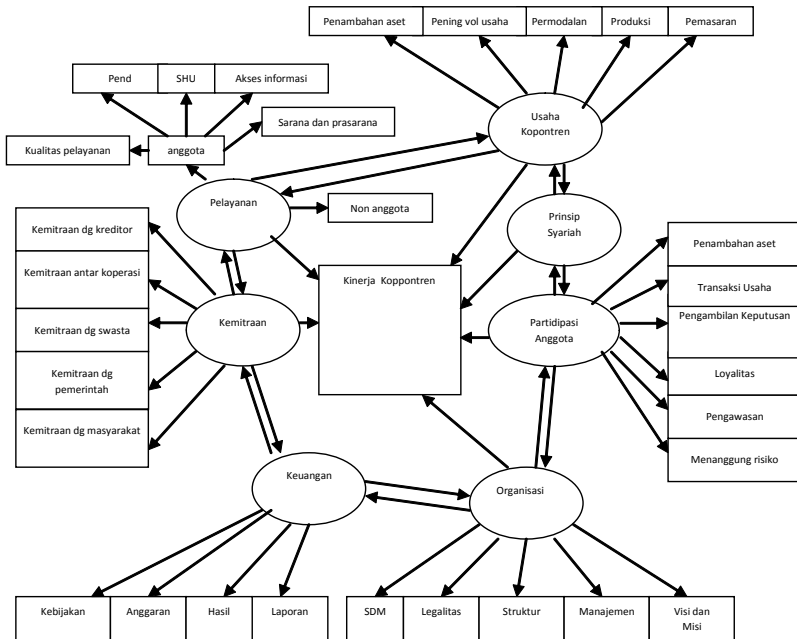 Penambahan aset
Pening vol usaha
Permodalan
Produksi
Pemasaran
Pend
SHU
Akses informasi
Usaha
Kopontren
Sarana dan prasarana
Kualitas pelayanan
anggota
Pelayanan
Non anggota
Prinsip
Syariah
Kemitraan dg kreditor
Kemitraan antar koperasi
Kemitraan dg swasta
Kemitraan dg
pemerintah
Kemitraan dg masyarakat
Kemitraan
Kinerja Koppontren
Partidipasi
Anggota
Penambahan aset
Transaksi Usaha
Pengambilan Keputusan
Loyalitas
Pengawasan
Menanggung risiko
Keuangan
Organisasi
Kebijakan
Anggaran
Hasil
Laporan
SDM
Legalitas
Struktur
Manajemen
Visi dan
Misi